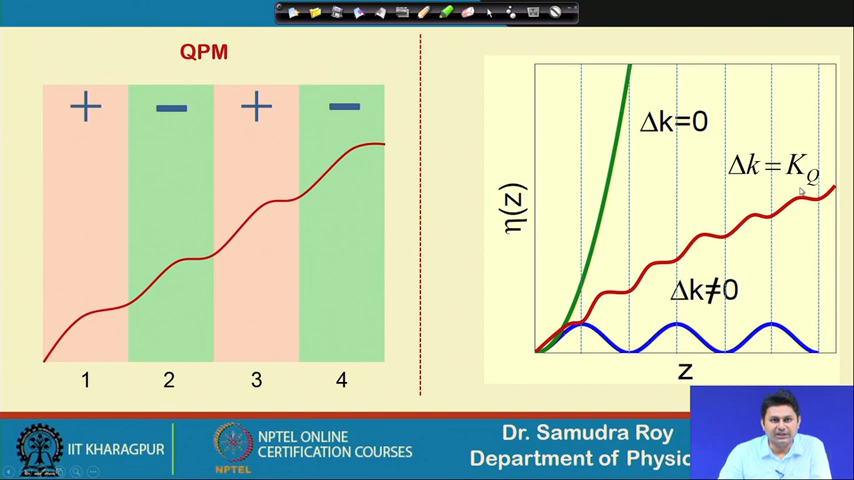 QPM
+ − + −
1 2 3 4
Δk=0
Δk = K_Q
Δk≠0
η(z)
z
IIT KHARAGPUR
NPTEL
NPTEL ONLINE
CERTIFICATION COURSES
Dr. Samudra Roy
Department of Physic